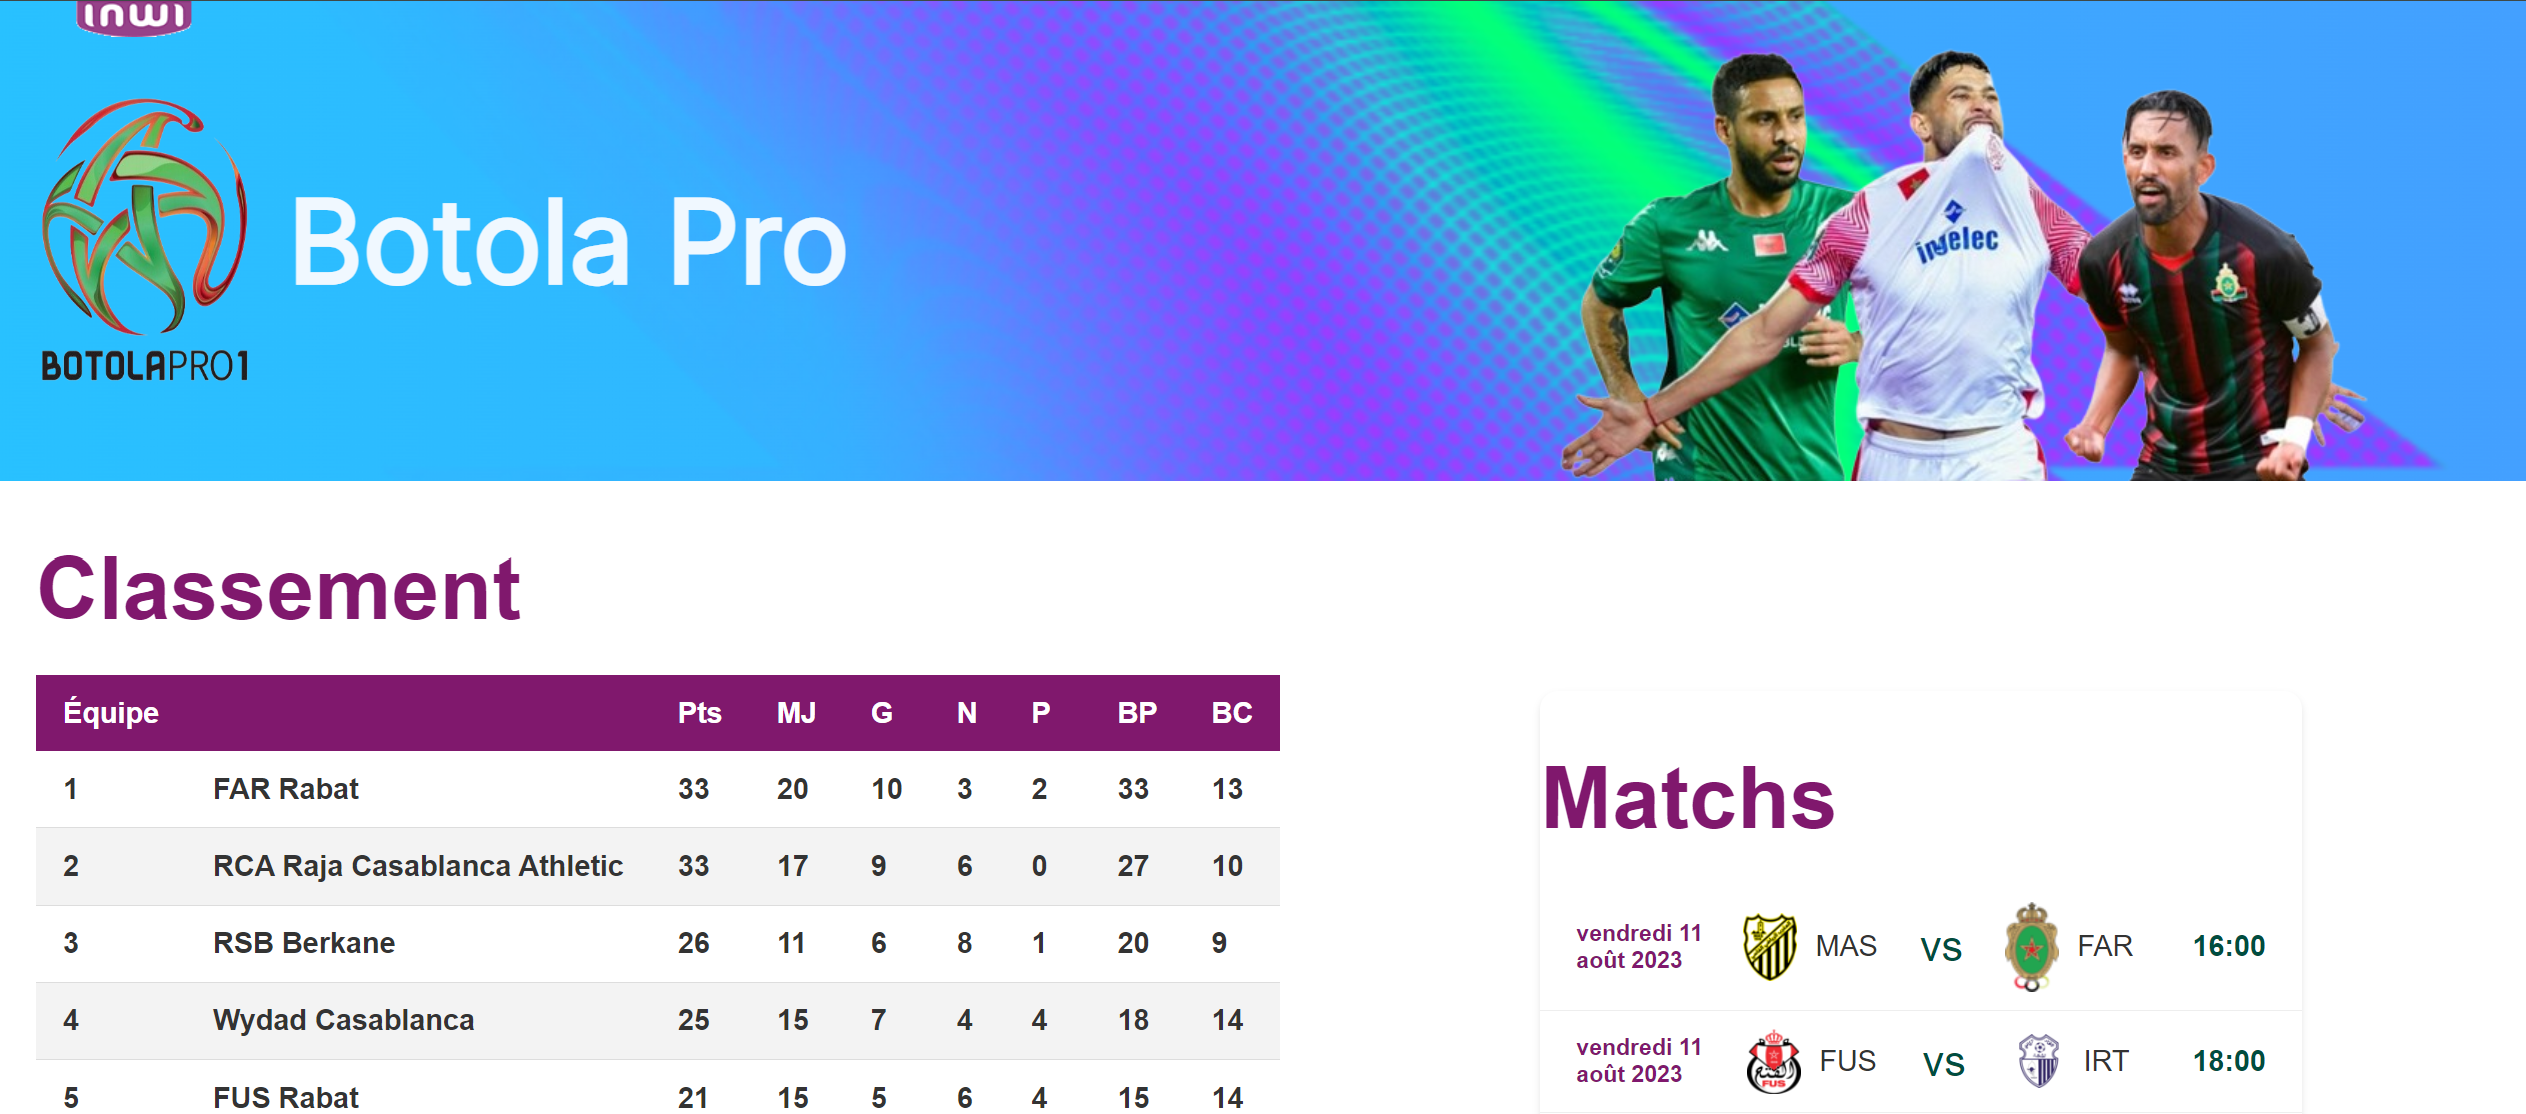 inwi
BOTOLAPRO1
Botola Pro
ingelec
Classement
Équipe Pts MJ G N P BP BC
1 FAR Rabat 33 20 10 3 2 33 13
2 RCA Raja Casablanca Athletic 33 17 9 6 0 27 10
3 RSB Berkane 26 11 6 8 1 20 9
4 Wydad Casablanca 25 15 7 4 4 18 14
5 FUS Rabat 21 15 5 6 4 15 14
Matchs
vendredi 11
août 2023
MAS VS FAR 16:00
vendredi 11
août 2023
الفتح
FUS
FUS VS IRT 18:00